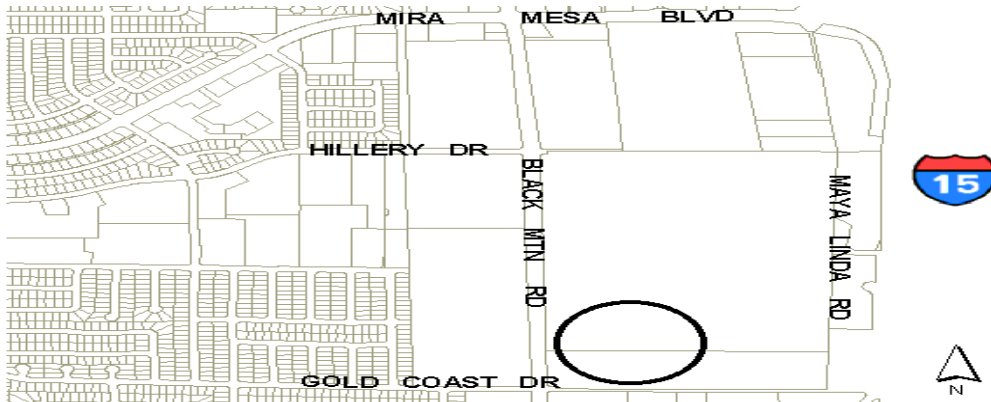 MIRA MESA BLVD
HILLERY DR
BLACK MTN RD
MAYA LINDA RD
15
GOLD COAST DR
N